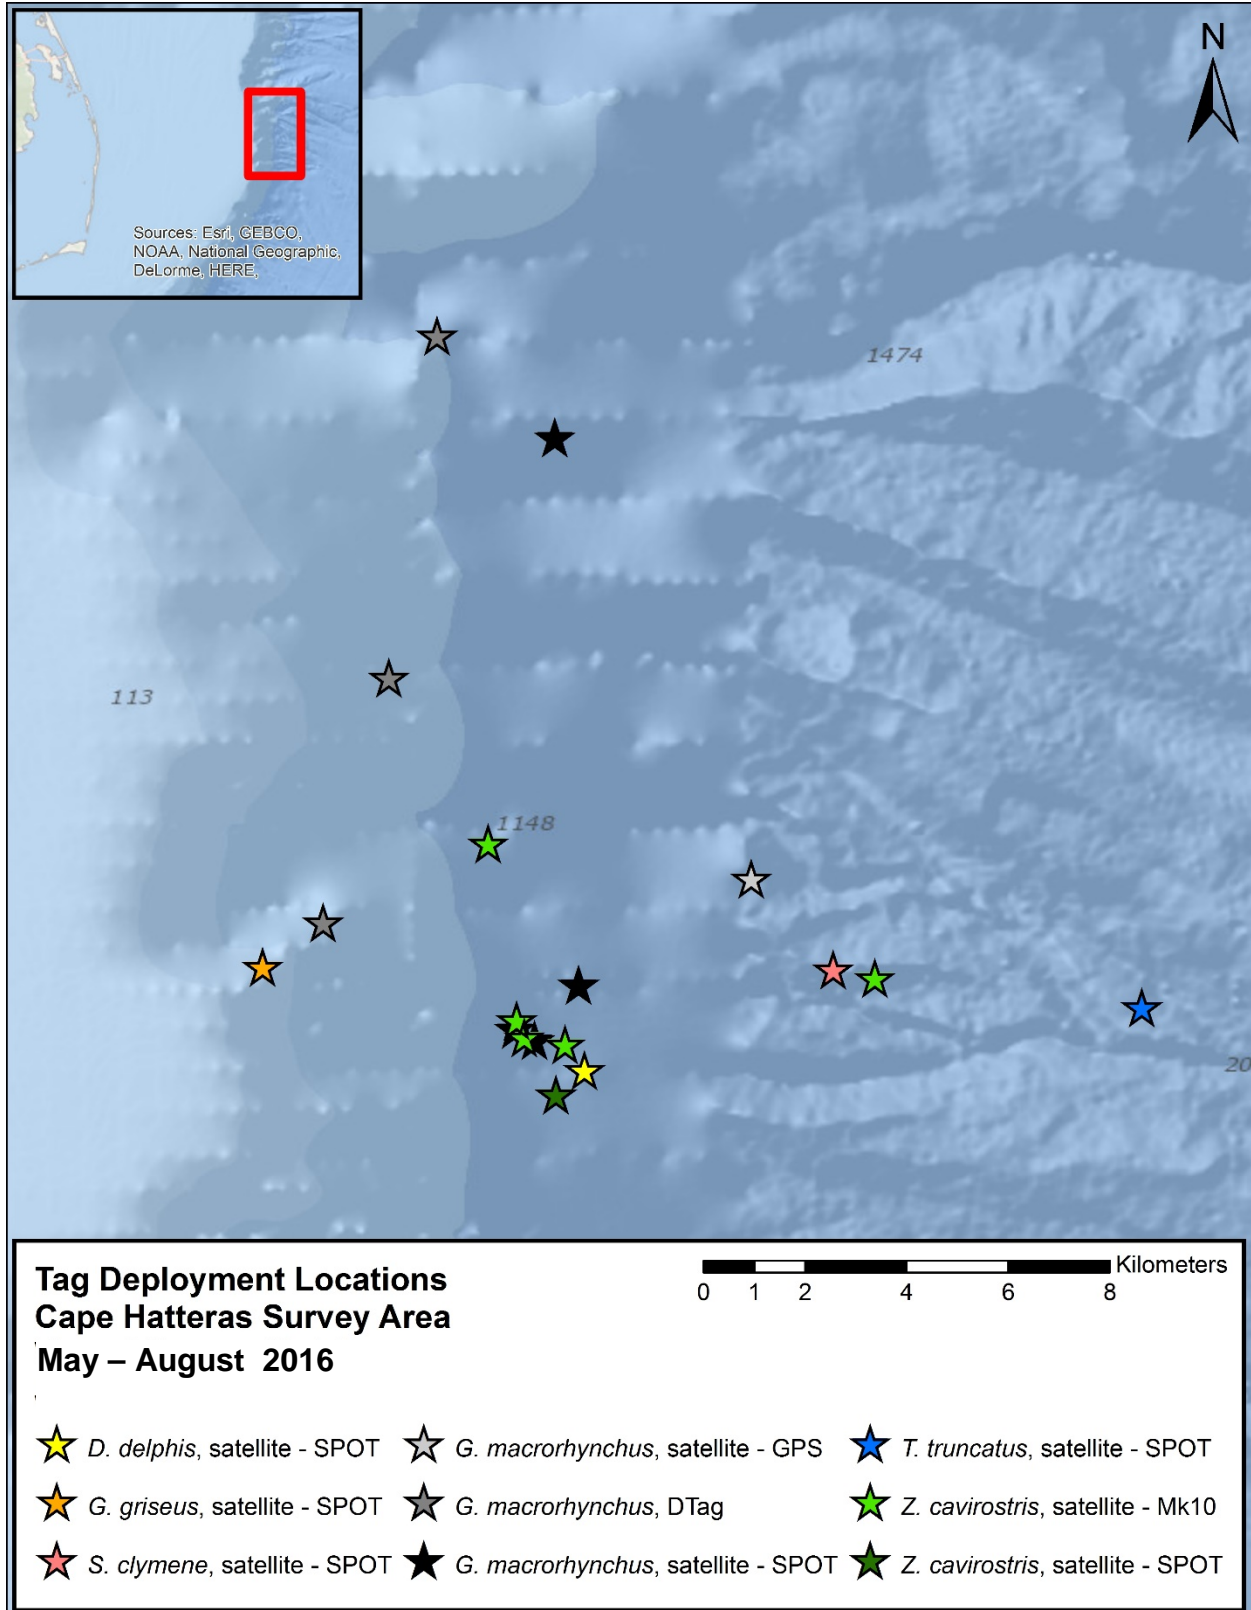 N
Sources: Esri, GEBCO,
NOAA, National Geographic,
DeLorme, HERE,
1474
113
1148
20
Tag Deployment Locations
Cape Hatteras Survey Area
May – August 2016
Kilometers
0 1 2 4 6 8
D. delphis, satellite - SPOT
G. macrorhynchus, satellite - GPS
T. truncatus, satellite - SPOT
G. griseus, satellite - SPOT
G. macrorhynchus, DTag
Z. cavirostris, satellite - Mk10
S. clymene, satellite - SPOT
G. macrorhynchus, satellite - SPOT
Z. cavirostris, satellite - SPOT